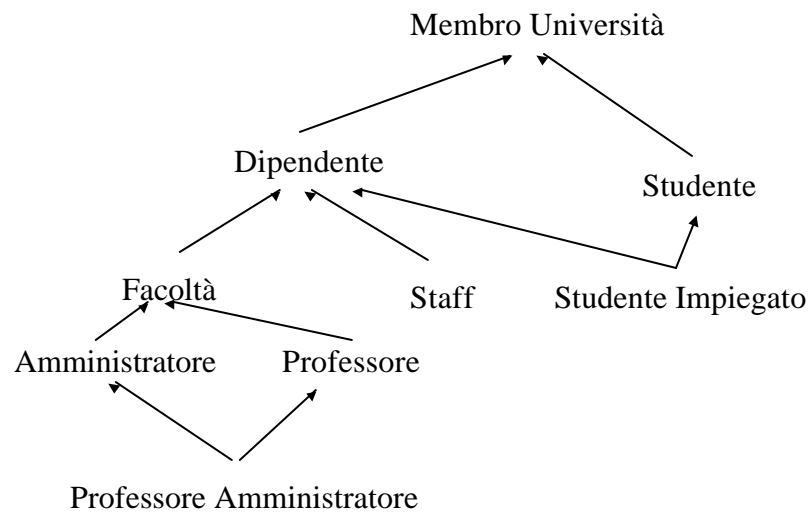 Membro Università
Dipendente
Studente
Facoltà
Staff
Studente Impiegato
Amministratore
Professore
Professore Amministratore